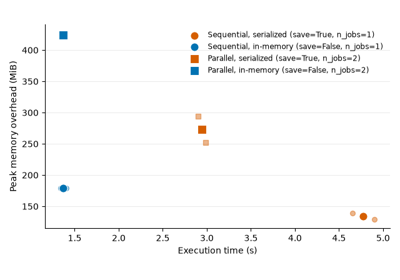 Sequential, serialized (save=True, n_jobs=1)
Sequential, in-memory (save=False, n_jobs=1)
Parallel, serialized (save=True, n_jobs=2)
Parallel, in-memory (save=False, n_jobs=2)
Peak memory overhead (MiB)
400
350
300
250
200
150
1.5 2.0 2.5 3.0 3.5 4.0 4.5 5.0
Execution time (s)